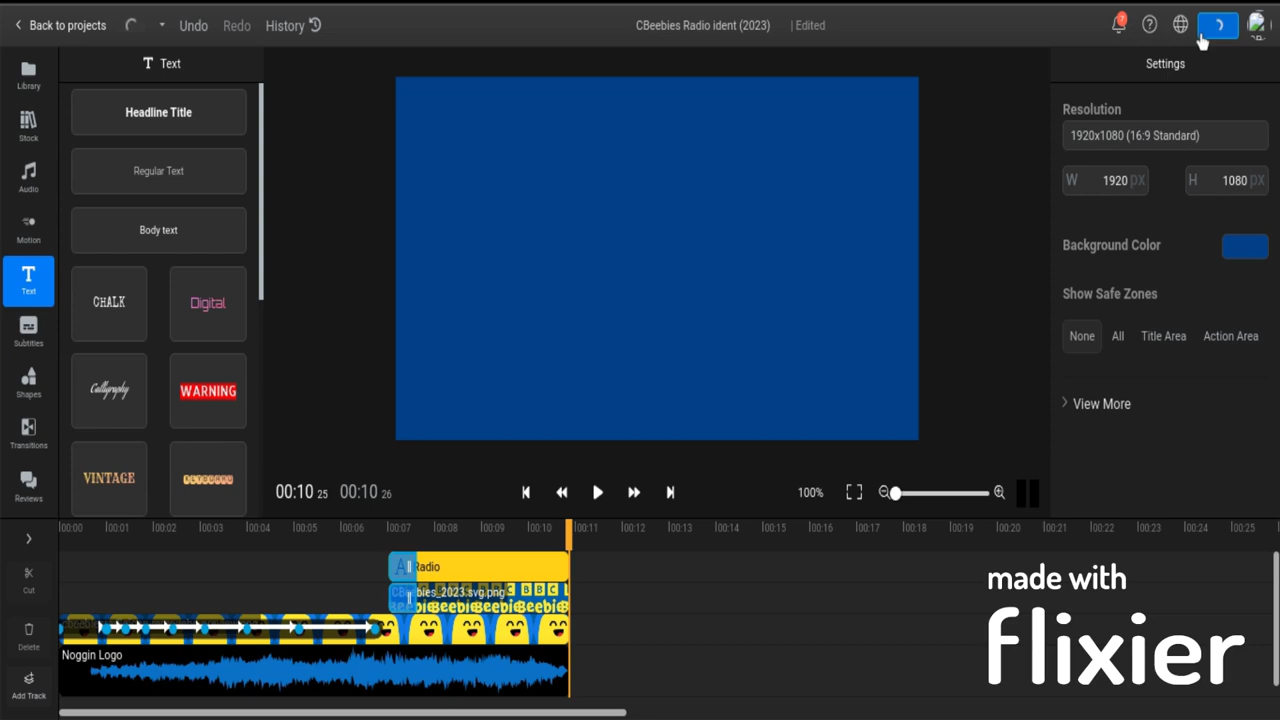 Back to projects
Undo
Redo
History
CBeebies Radio ident (2023)
| Edited
7
Library
Stock
Audio
Motion
Text
Subtitles
Shapes
Transitions
Reviews
T Text
Headline Title
Regular Text
Body text
CHALK
Digital
Calligraphy
WARNING
VINTAGE
KEYBOARD
Settings
Resolution
1920x1080 (16:9 Standard)
W 1920 px
H 1080 px
Background Color
Show Safe Zones
None
All
Title Area
Action Area
View More
00:10 25
00:10 26
100%
|00:00 |00:01 |00:02 |00:03 |00:04 |00:05 |00:06 |00:07 |00:08 |00:09 |00:10 |00:11 |00:12 |00:13 |00:14 |00:15 |00:16 |00:17 |00:18 |00:19 |00:20 |00:21 |00:22 |00:23 |00:24 |00:25
Cut
Delete
Add Track
A Radio
CBeebies_2023.svg.png
Noggin Logo
made with
flixier